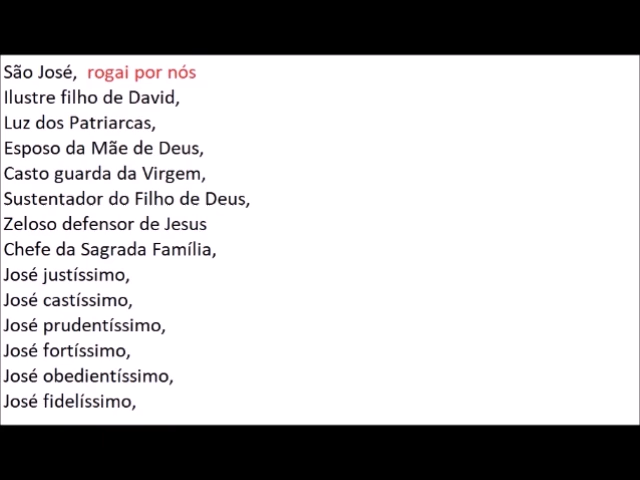 São José, rogai por nós
Ilustre filho de David,
Luz dos Patriarcas,
Esposo da Mãe de Deus,
Casto guarda da Virgem,
Sustentador do Filho de Deus,
Zeloso defensor de Jesus
Chefe da Sagrada Família,
José justíssimo,
José castíssimo,
José prudentíssimo,
José fortíssimo,
José obedientíssimo,
José fidelíssimo,